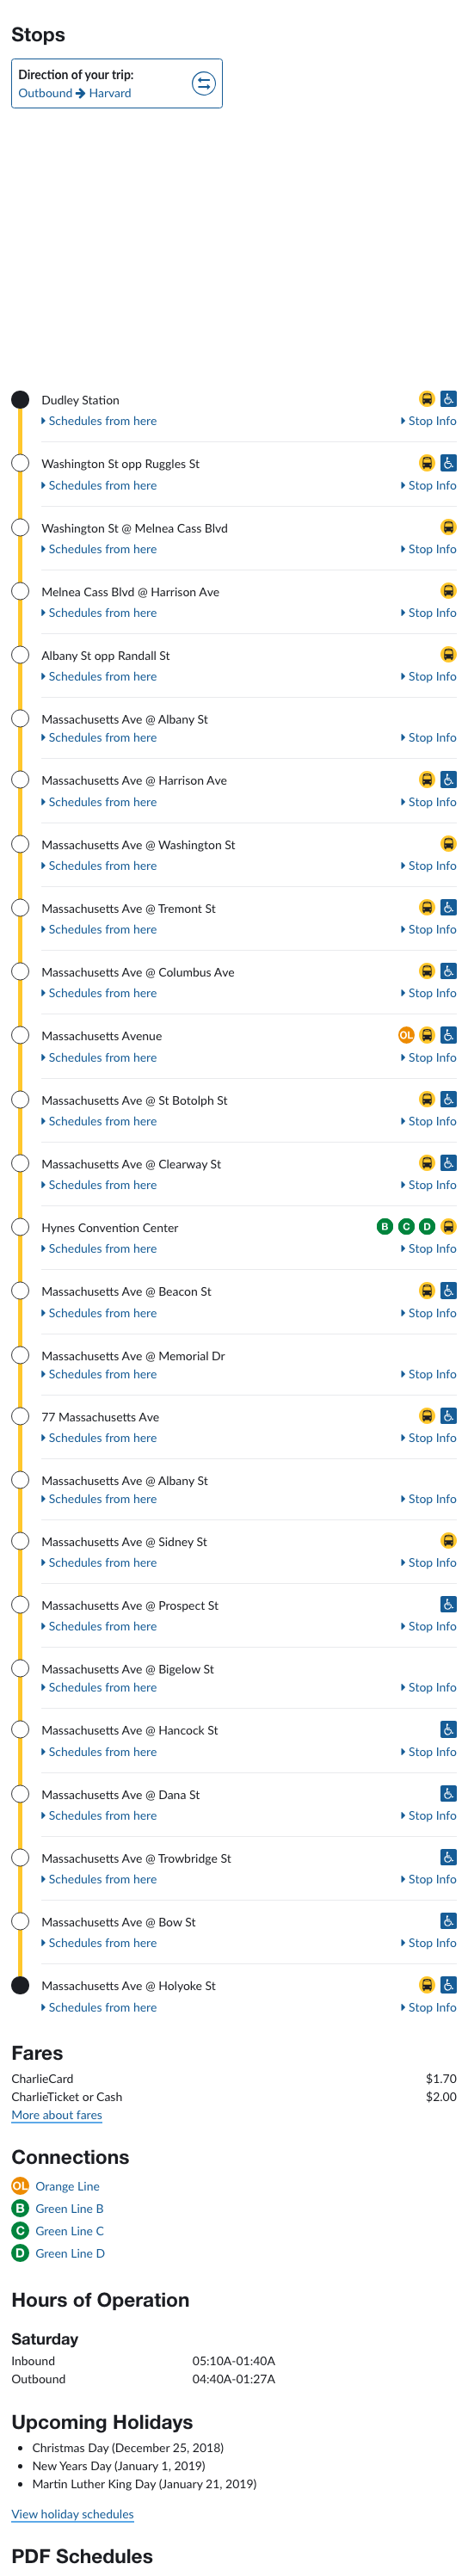 Stops
Direction of your trip:
Outbound → Harvard
Dudley Station
Schedules from here Stop Info
Washington St opp Ruggles St
Schedules from here Stop Info
Washington St @ Melnea Cass Blvd
Schedules from here Stop Info
Melnea Cass Blvd @ Harrison Ave
Schedules from here Stop Info
Albany St opp Randall St
Schedules from here Stop Info
Massachusetts Ave @ Albany St
Schedules from here Stop Info
Massachusetts Ave @ Harrison Ave
Schedules from here Stop Info
Massachusetts Ave @ Washington St
Schedules from here Stop Info
Massachusetts Ave @ Tremont St
Schedules from here Stop Info
Massachusetts Ave @ Columbus Ave
Schedules from here Stop Info
Massachusetts Avenue OL
Schedules from here Stop Info
Massachusetts Ave @ St Botolph St
Schedules from here Stop Info
Massachusetts Ave @ Clearway St
Schedules from here Stop Info
Hynes Convention Center B C D
Schedules from here Stop Info
Massachusetts Ave @ Beacon St
Schedules from here Stop Info
Massachusetts Ave @ Memorial Dr
Schedules from here Stop Info
77 Massachusetts Ave
Schedules from here Stop Info
Massachusetts Ave @ Albany St
Schedules from here Stop Info
Massachusetts Ave @ Sidney St
Schedules from here Stop Info
Massachusetts Ave @ Prospect St
Schedules from here Stop Info
Massachusetts Ave @ Bigelow St
Schedules from here Stop Info
Massachusetts Ave @ Hancock St
Schedules from here Stop Info
Massachusetts Ave @ Dana St
Schedules from here Stop Info
Massachusetts Ave @ Trowbridge St
Schedules from here Stop Info
Massachusetts Ave @ Bow St
Schedules from here Stop Info
Massachusetts Ave @ Holyoke St
Schedules from here Stop Info
Fares
CharlieCard $1.70
CharlieTicket or Cash $2.00
More about fares
Connections
OL Orange Line
B Green Line B
C Green Line C
D Green Line D
Hours of Operation
Saturday
Inbound 05:10A-01:40A
Outbound 04:40A-01:27A
Upcoming Holidays
• Christmas Day (December 25, 2018)
• New Years Day (January 1, 2019)
• Martin Luther King Day (January 21, 2019)
View holiday schedules
PDF Schedules